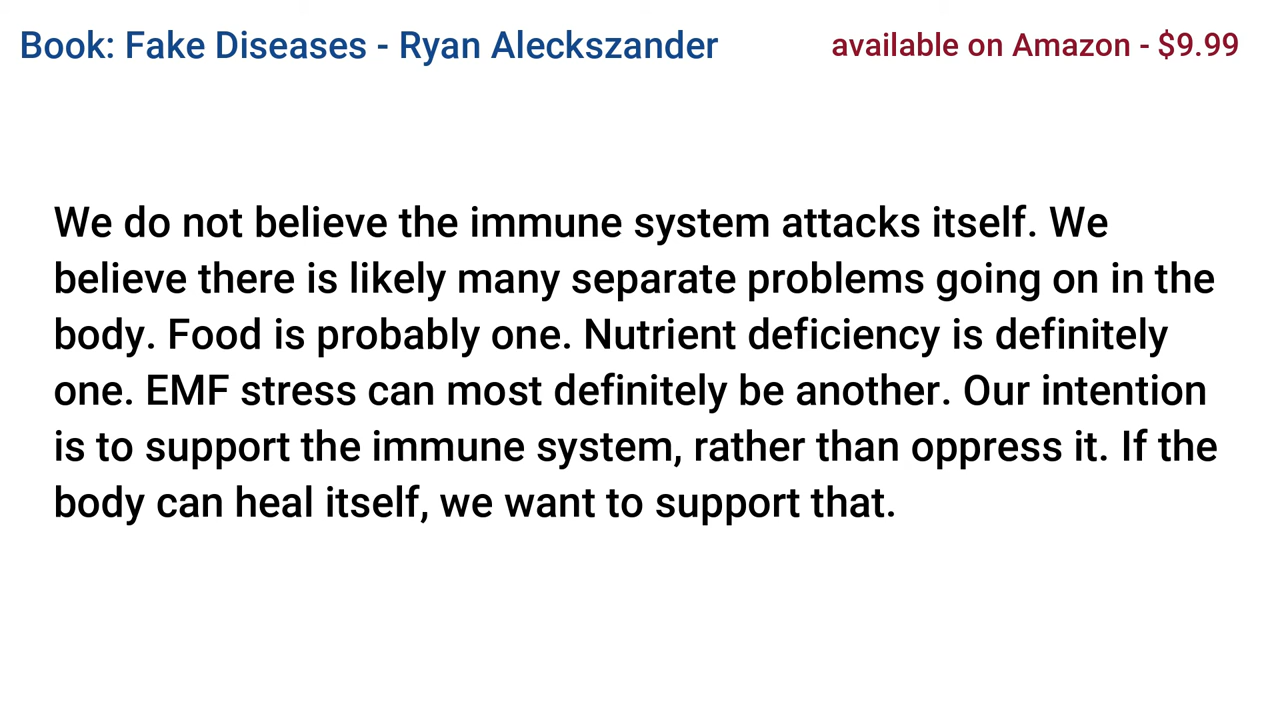 Book: Fake Diseases - Ryan Aleckszander
available on Amazon - $9.99
We do not believe the immune system attacks itself. We
believe there is likely many separate problems going on in the
body. Food is probably one. Nutrient deficiency is definitely
one. EMF stress can most definitely be another. Our intention
is to support the immune system, rather than oppress it. If the
body can heal itself, we want to support that.